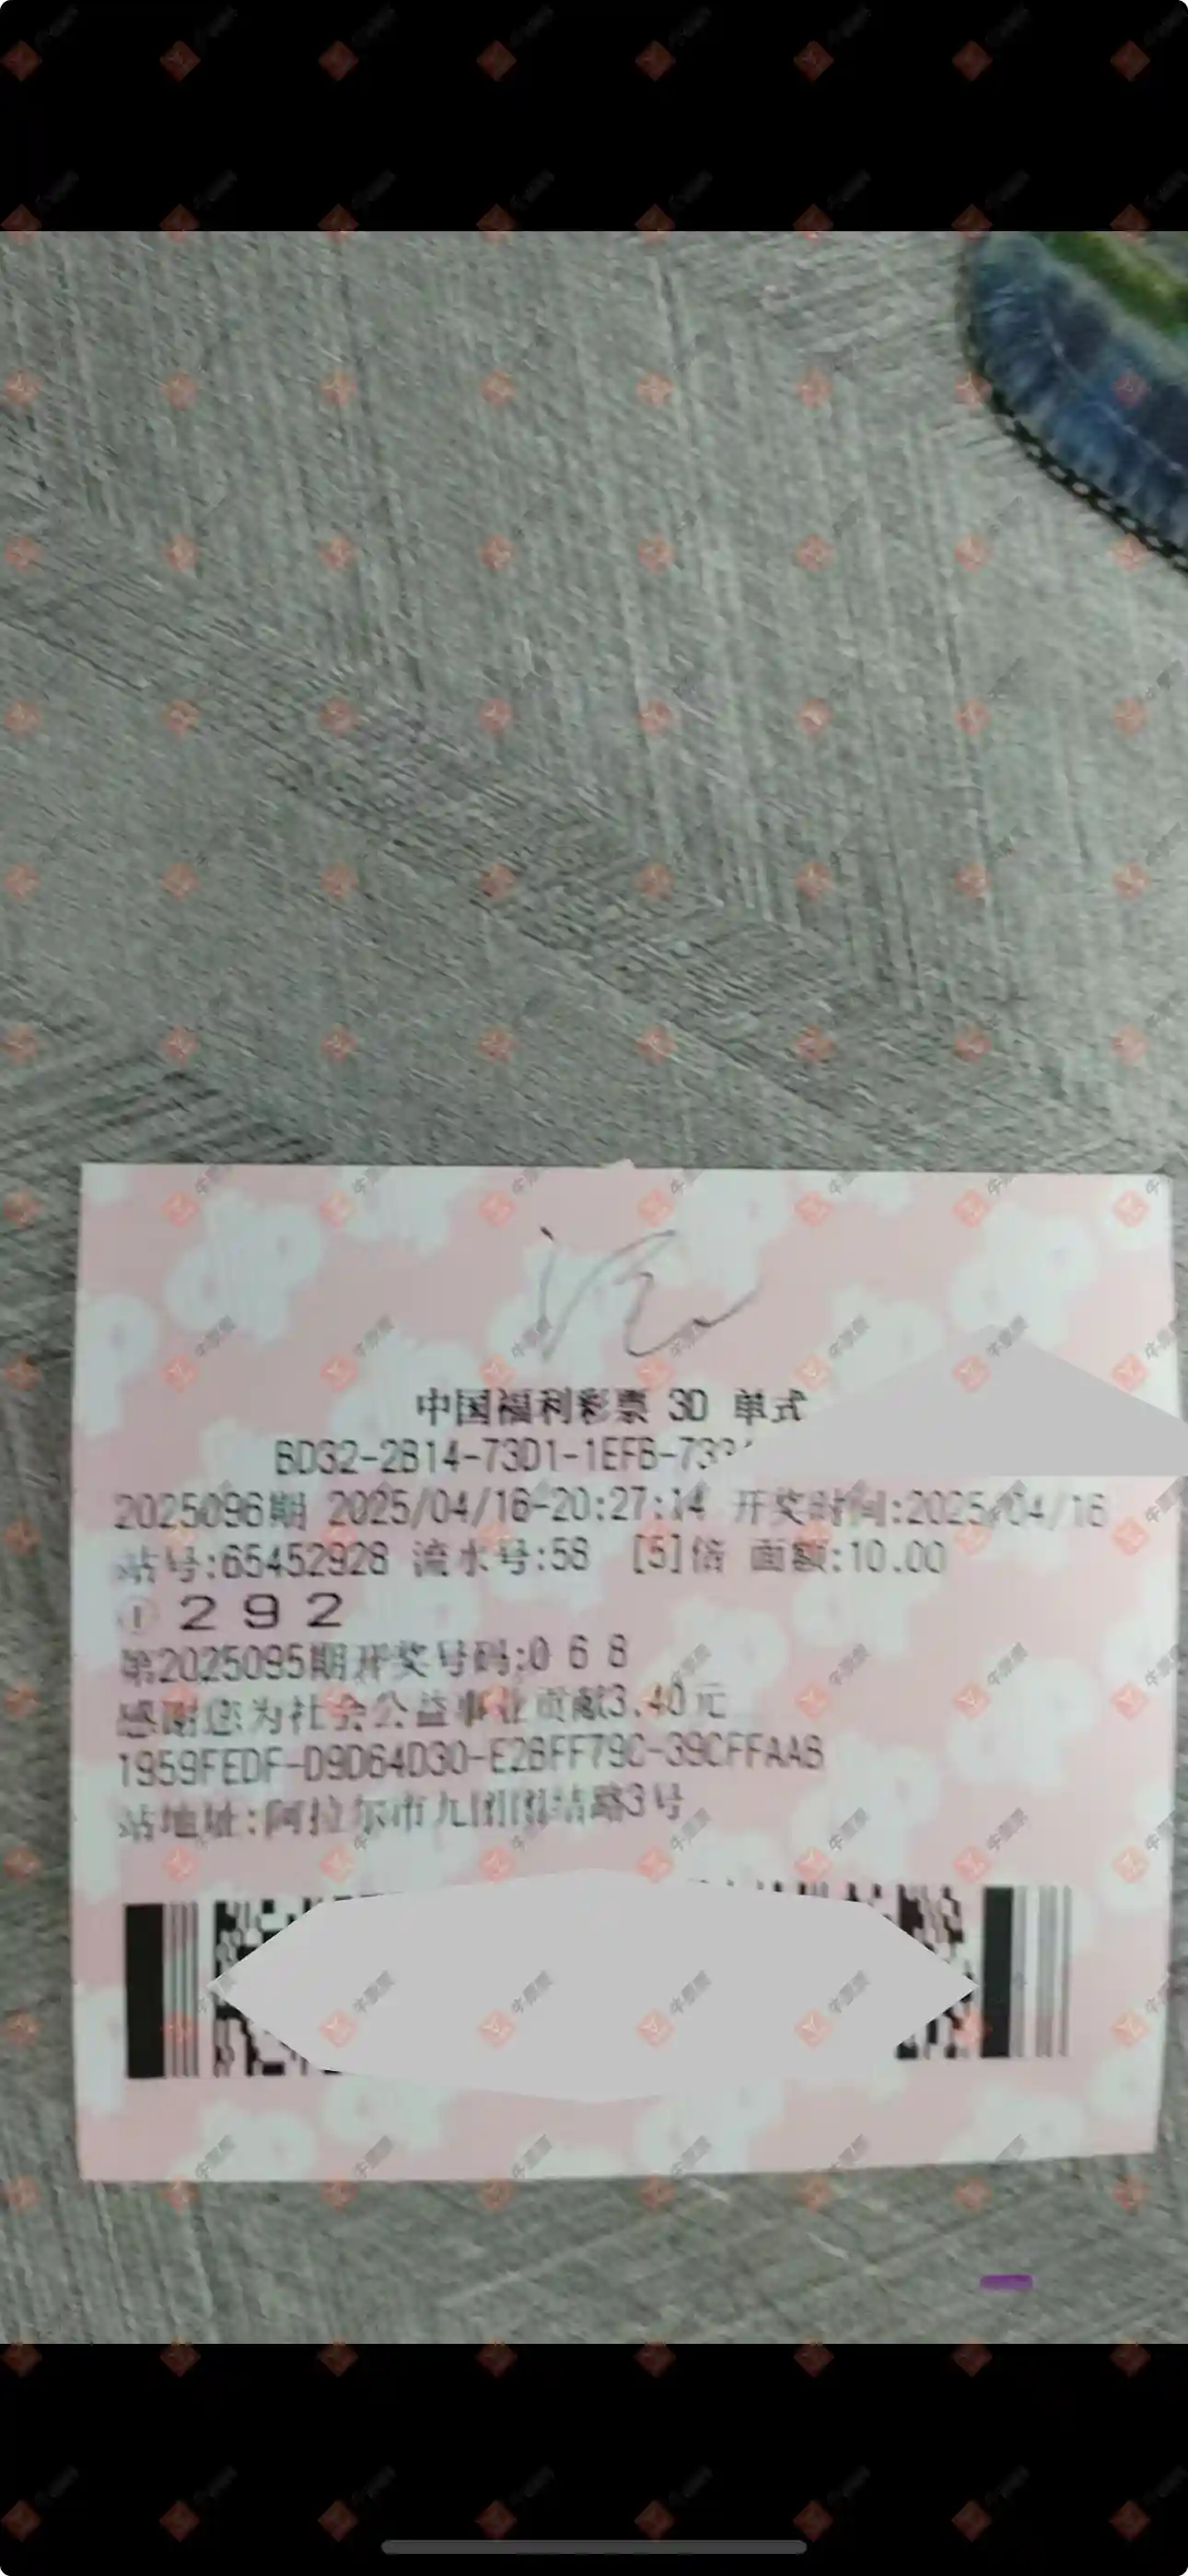 中国福利彩票 3D 单式
BD32-2B14-73D1-1EFB-73
2025096期 2025/04/16-20:27:14 开奖时间:2025/04/16
站号:65452928 流水号:58 [5]倍 面额:10.00
① 2 9 2
第2025095期开奖号码:0 6 8
感谢您为社会公益事业贡献3.40元
1959FEDF-D9D64D30-E2BFF79C-39CFFAAB
站地址:阿拉尔市九团团结路3号